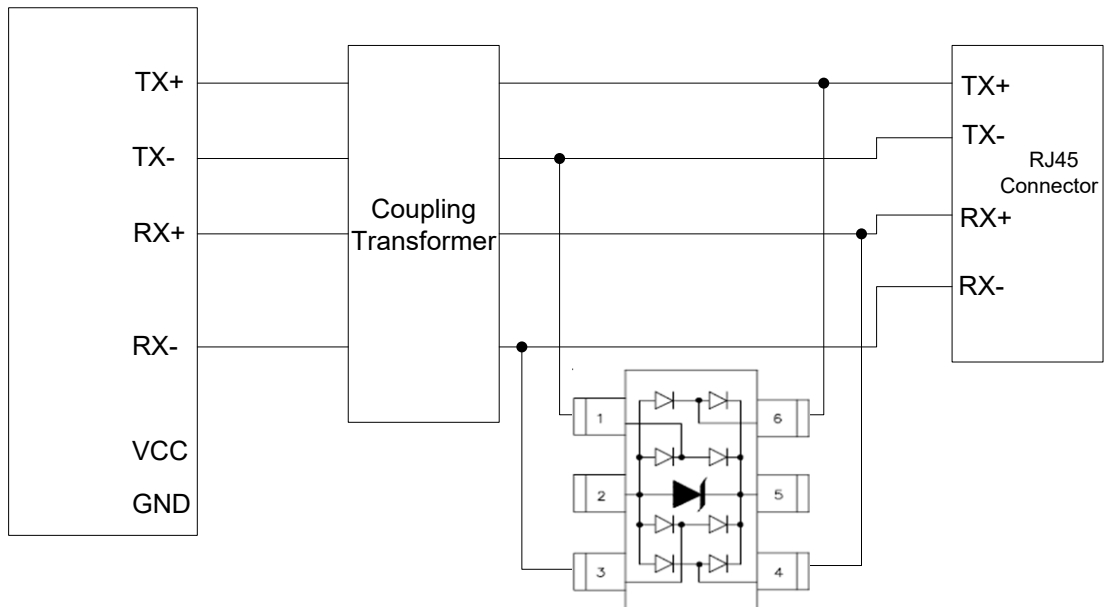 TX+
TX-
RX+
RX-
VCC
GND
Coupling
Transformer
TX+
TX-
RX+
RX-
RJ45
Connector
1
2
3
6
5
4